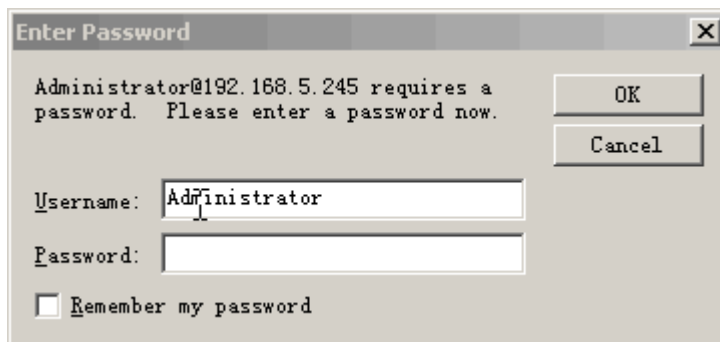 Enter Password
Administrator@192.168.5.245 requires a
password. Please enter a password now.
OK
Cancel
Username: Administrator
Password:
Remember my password